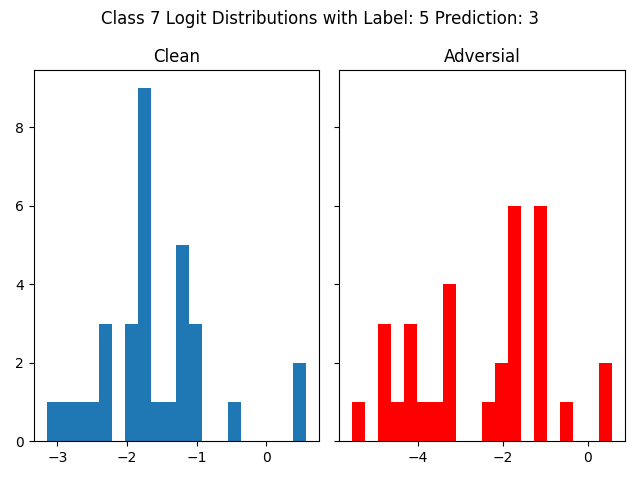 Class 7 Logit Distributions with Label: 5 Prediction: 3
Clean
Adversial
8
6
4
2
0
−3 −2 −1 0
−4 −2 0